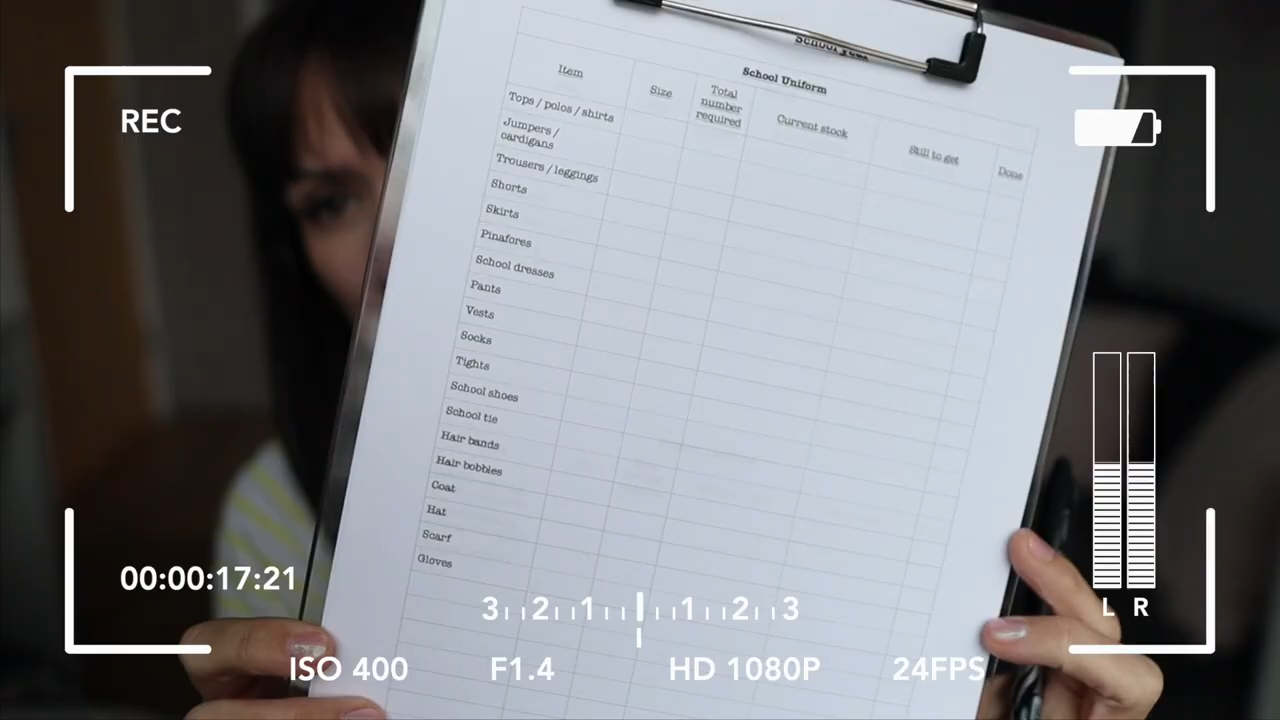 School year
School Uniform
Item
Size
Total
number
required
Current stock
Still to get
Done
Tops / polos / shirts
Jumpers /
cardigans
Trousers / leggings
Shorts
Skirts
Pinafores
School dresses
Pants
Vests
Socks
Tights
School shoes
School tie
Hair bands
Hair bobbles
Coat
Hat
Scarf
Gloves
REC
00:00:17:21
3 2 1 1 2 3
L R
ISO 400 F1.4 HD 1080P 24FPS